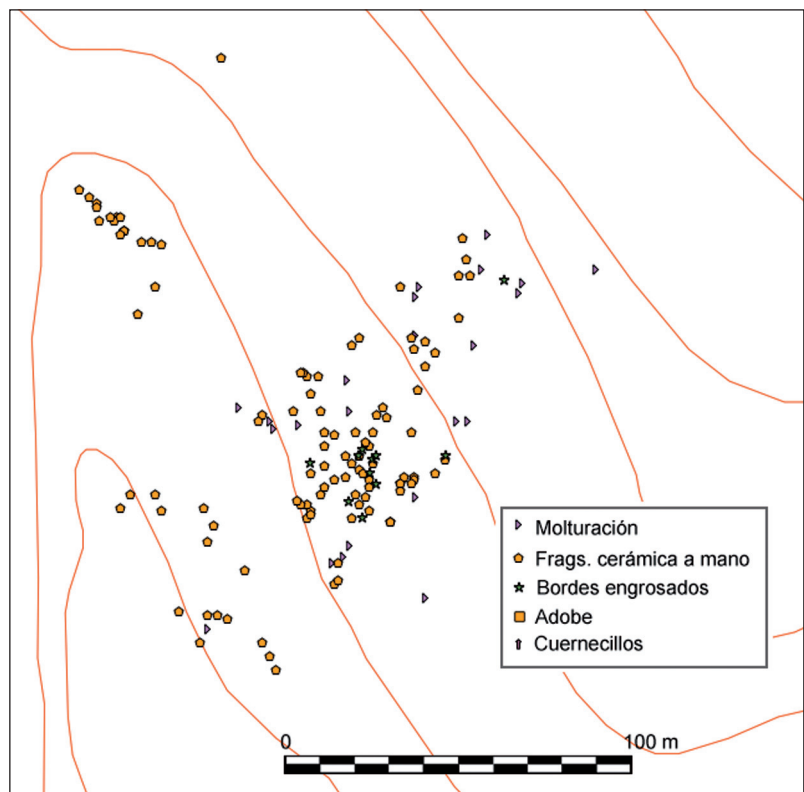 Molturación
Frags. cerámica a mano
Bordes engrosados
Adobe
Cuernecillos
0 100 m